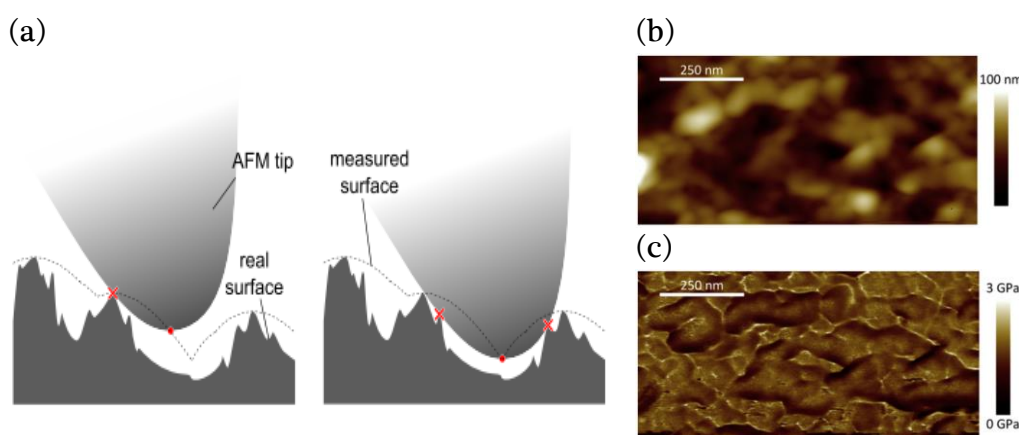 (a)
AFM tip
real
surface
measured
surface
(b)
250 nm
100 nm
(c)
250 nm
3 GPa
0 GPa